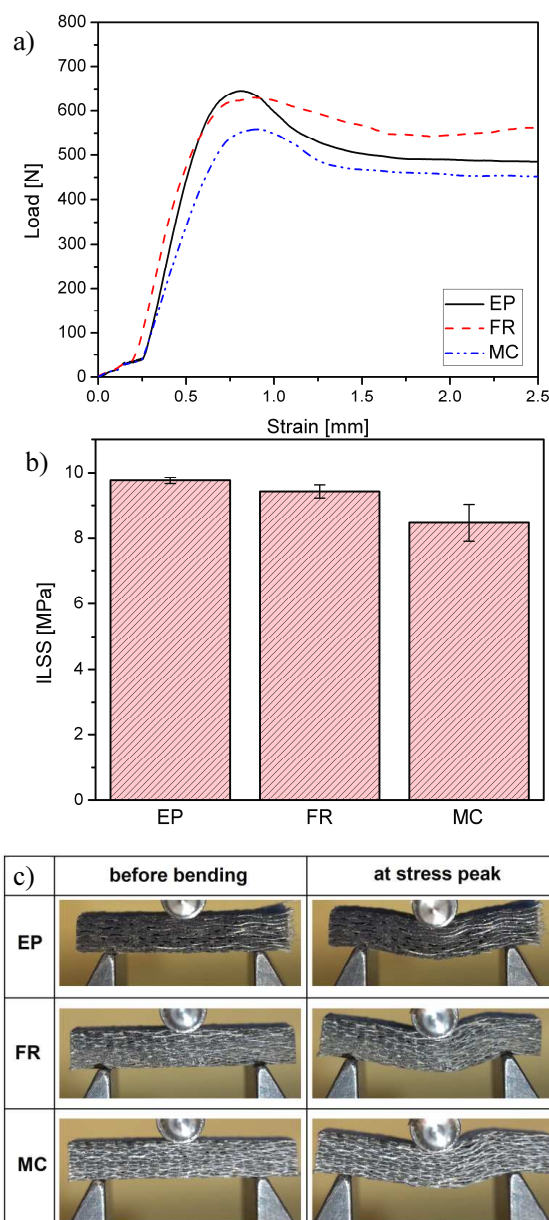 a)
800
700
600
500
400
300
200
100
0
Load [N]
EP
FR
MC
0.0 0.5 1.0 1.5 2.0 2.5
Strain [mm]
b)
10
8
6
4
2
0
ILSS [MPa]
EP FR MC
c)
before bending at stress peak
EP
FR
MC